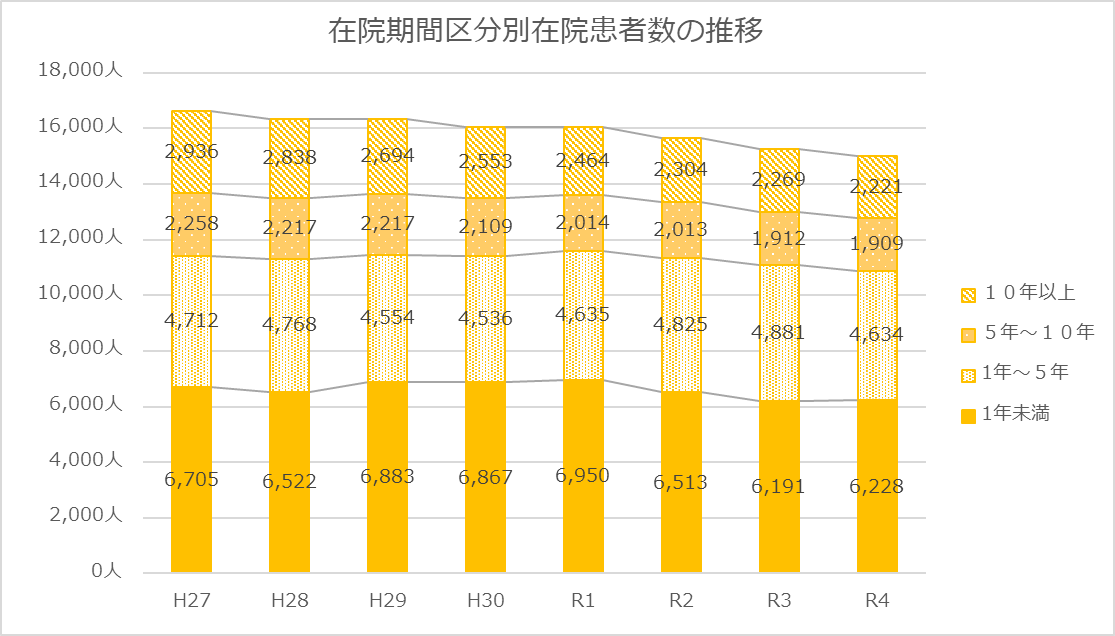 在院期間区分別在院患者数の推移
18,000人
16,000人
14,000人
12,000人
10,000人
8,000人
6,000人
4,000人
2,000人
0人
2,936 2,838 2,694 2,553 2,464 2,304 2,269 2,221
2,258 2,217 2,217 2,109 2,014 2,013 1,912 1,909
4,712 4,768 4,554 4,536 4,635 4,825 4,881 4,634
6,705 6,522 6,883 6,867 6,950 6,513 6,191 6,228
H27 H28 H29 H30 R1 R2 R3 R4
１０年以上
５年～１０年
1年～５年
1年未満